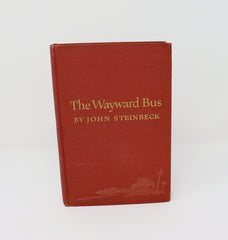 The Wayward Bus
BY JOHN STEINBECK